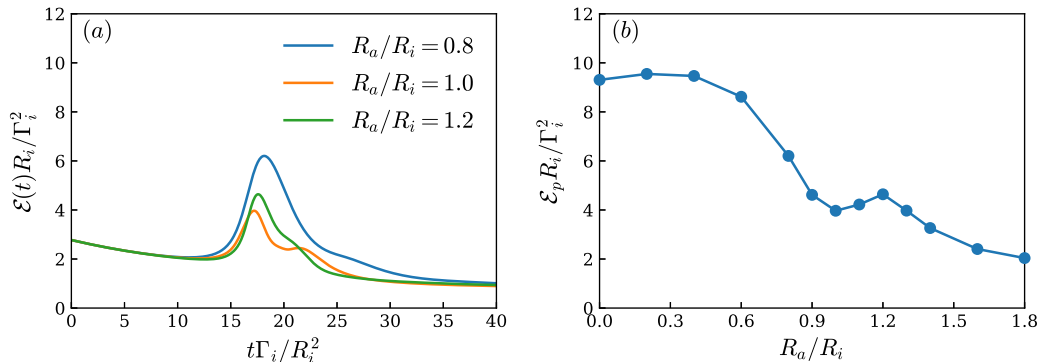 (a)
R_a/R_i = 0.8
R_a/R_i = 1.0
R_a/R_i = 1.2
ℰ(t)R_i/Γ_i^2
12
10
8
6
4
2
0
0 5 10 15 20 25 30 35 40
tΓ_i/R_i^2
(b)
ℰ_pR_i/Γ_i^2
12
10
8
6
4
2
0
0.0 0.3 0.6 0.9 1.2 1.5 1.8
R_a/R_i